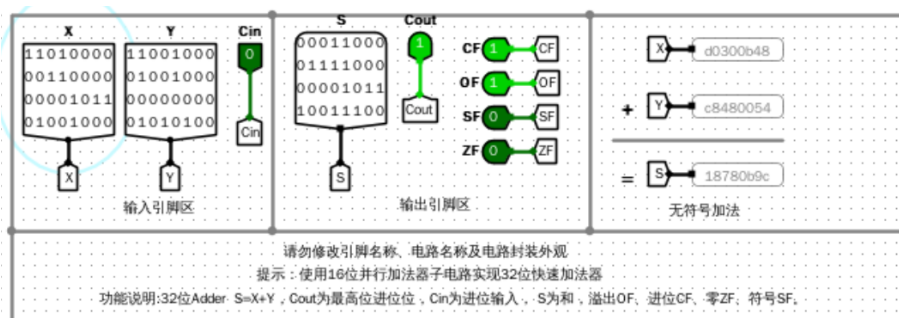 X Y Cin S Cout
11010000 11001000 0 00011000 1 CF 1 CF X d0300b48
00110000 01001000 01111000 OF 1 OF
00001011 00000000 00001011 + Y c8480054
01001000 01010100 Cin 10011100 Cout SF 0 SF
ZF 0 ZF
X Y S = S 18780b9c
输入引脚区 输出引脚区 无符号加法
请勿修改引脚名称、电路名称及电路封装外观
提示：使用16位并行加法器子电路实现32位快速加法器
功能说明:32位Adder S=X+Y，Cout为最高位进位位，Cin为进位输入， S为和，溢出OF、进位CF、零ZF、符号SF。